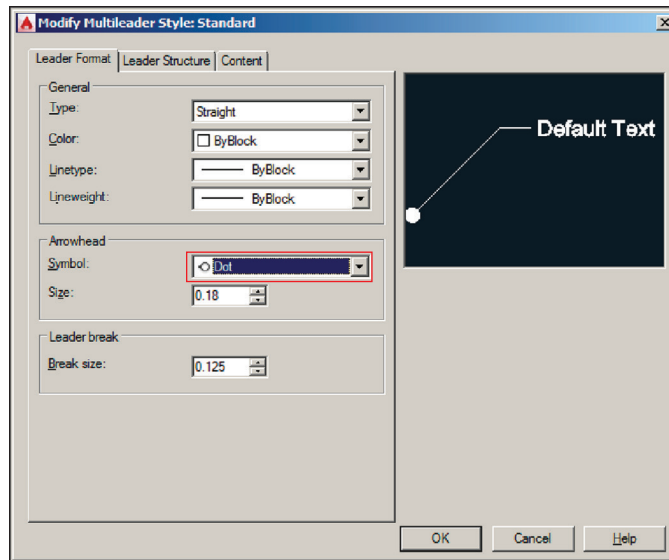 Modify Multileader Style: Standard
Leader Format
Leader Structure
Content
General
Type:
Straight
Color:
ByBlock
Linetype:
ByBlock
Lineweight:
ByBlock
Arrowhead
Symbol:
Dot
Size:
0.18
Leader break
Break size:
0.125
Default Text
OK
Cancel
Help